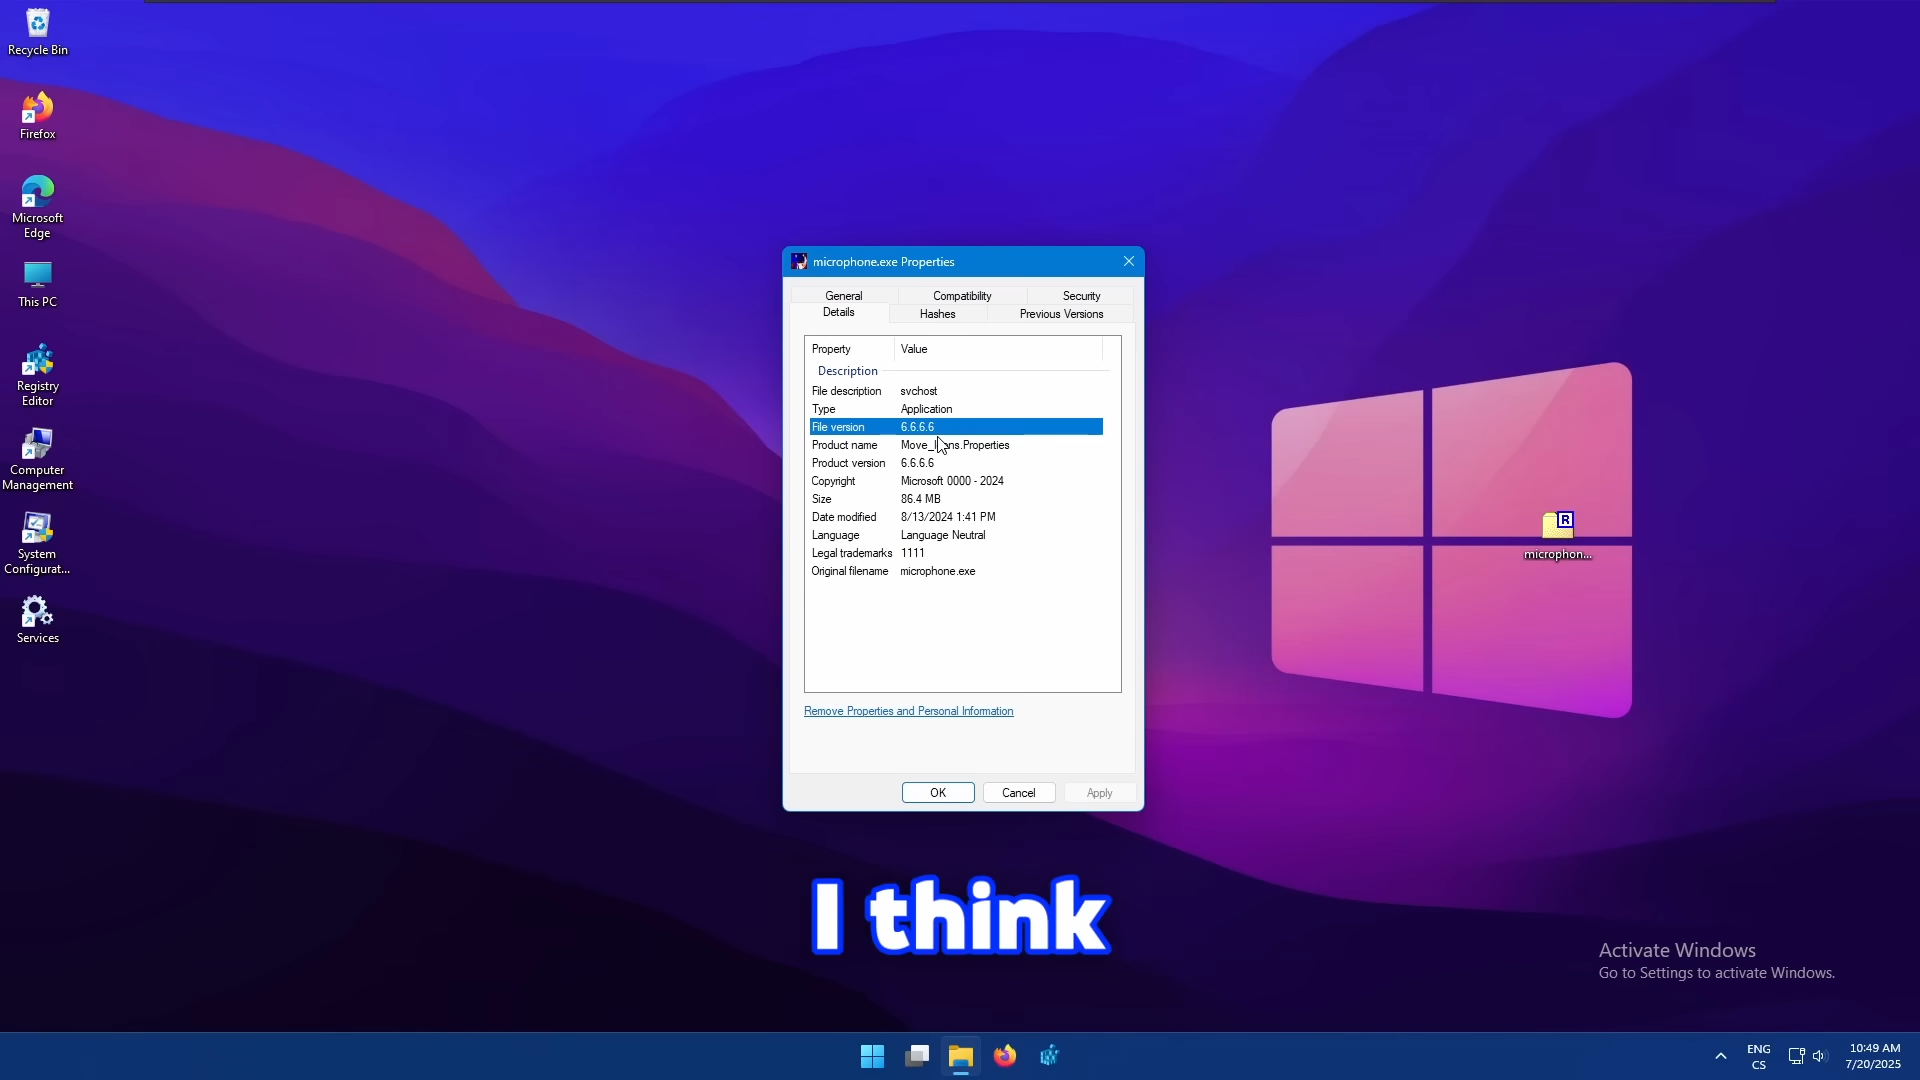 Recycle Bin
Firefox
Microsoft
Edge
This PC
Registry
Editor
Computer
Management
System
Configurat...
Services
microphone.exe Properties
General Compatibility Security
Details Hashes Previous Versions
Property Value
Description
File description svchost
Type Application
File version 6.6.6.6
Product name Move_ ns.Properties
Product version 6.6.6.6
Copyright Microsoft 0000 - 2024
Size 86.4 MB
Date modified 8/13/2024 1:41 PM
Language Language Neutral
Legal trademarks 1111
Original filename microphone.exe
Remove Properties and Personal Information
OK Cancel Apply
R
microphon...
I think
Activate Windows
Go to Settings to activate Windows.
ENG
CS
10:49 AM
7/20/2025